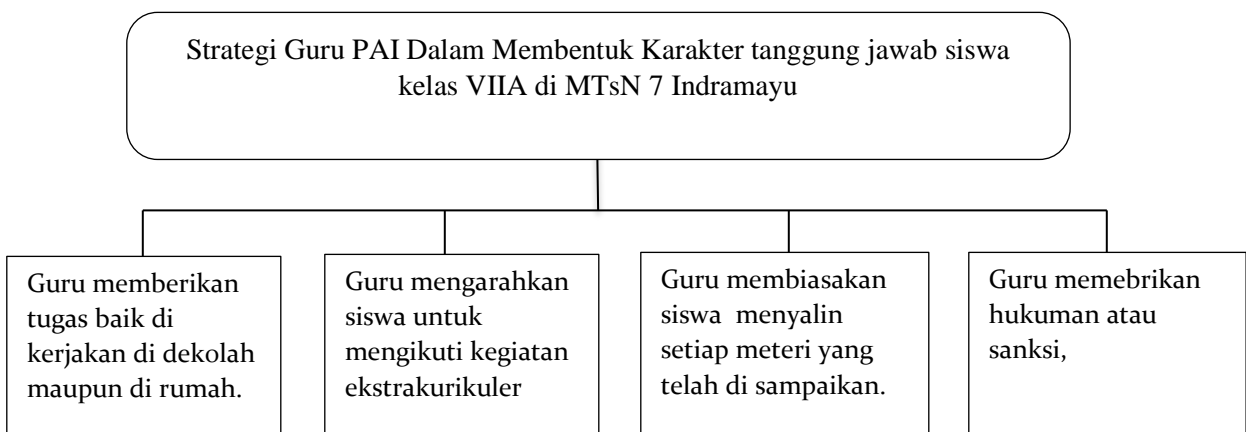 Strategi Guru PAI Dalam Membentuk Karakter tanggung jawab siswa
kelas VIIA di MTsN 7 Indramayu
Guru memberikan
tugas baik di
kerjakan di dekolah
maupun di rumah.
Guru mengarahkan
siswa untuk
mengikuti kegiatan
ekstrakurikuler
Guru membiasakan
siswa menyalin
setiap meteri yang
telah di sampaikan.
Guru memebrikan
hukuman atau
sanksi,